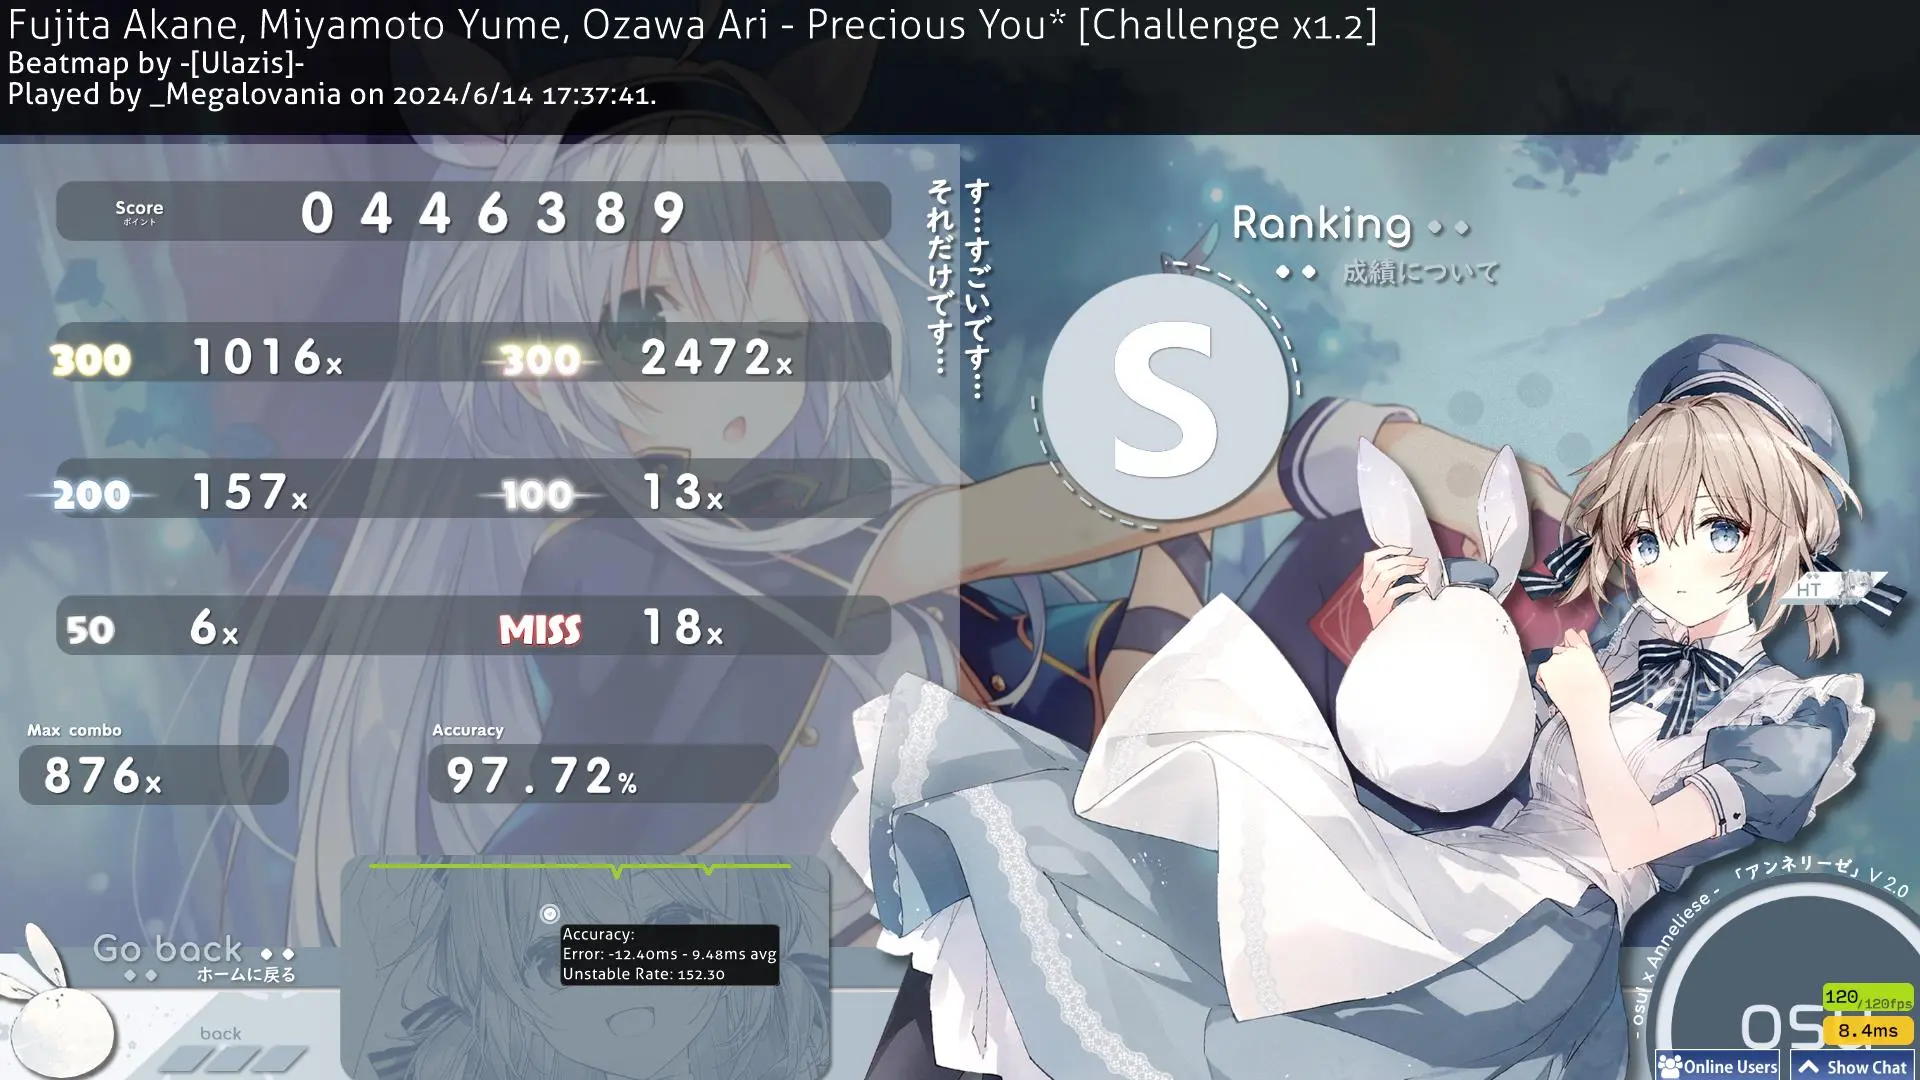 Fujita Akane, Miyamoto Yume, Ozawa Ari - Precious You* [Challenge x1.2]
Beatmap by -[Ulazis]-
Played by _Megalovania on 2024/6/14 17:37:41.
Score
ポイント
0446389
す…すごいです…
それだけです…
Ranking
成績について
S
300 1016x 300 2472x
200 157x 100 13x
50 6x MISS 18x
HT
Max combo
876x
Accuracy
97.72%
Accuracy:
Error: -12.40ms - 9.48ms avg
Unstable Rate: 152.30
Go back
ホームに戻る
back
- osu! x Anneliese - 「アンネリーゼ」 V 2.0
osu
120/120fps
8.4ms
Online Users
Show Chat